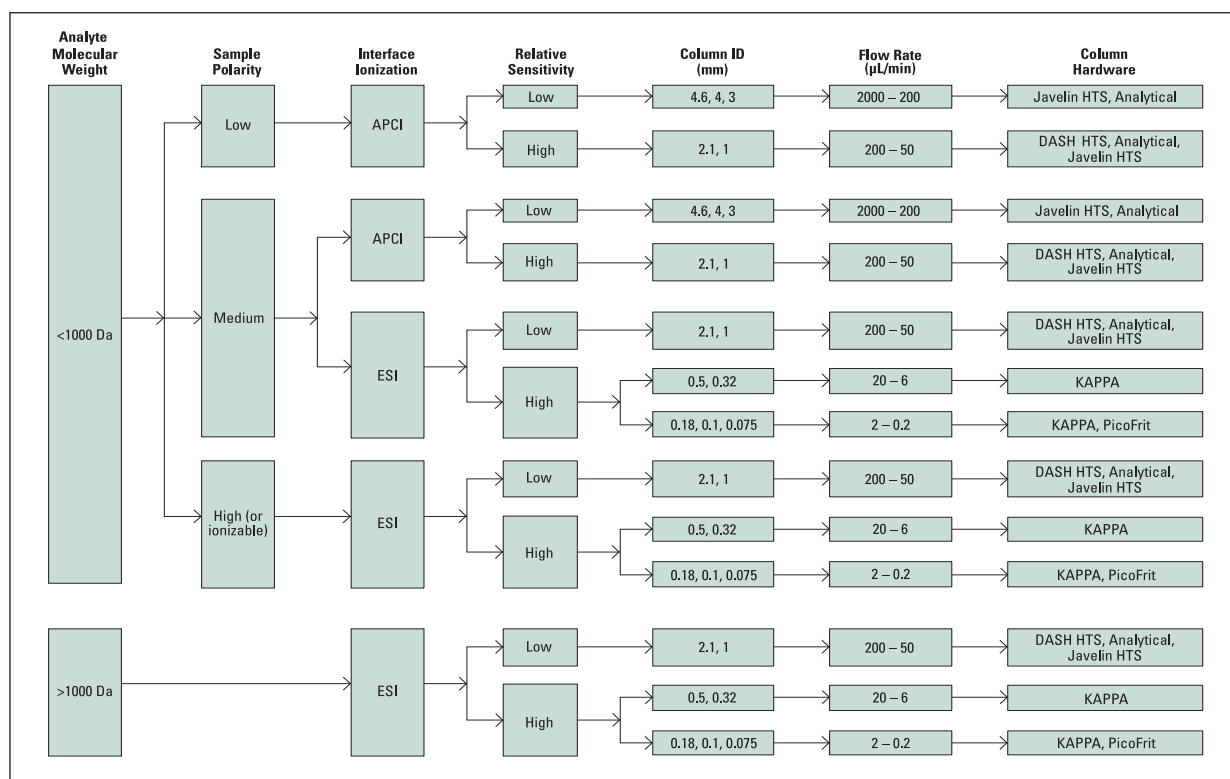 Analyte
Molecular
Weight
Sample
Polarity
Interface
Ionization
Relative
Sensitivity
Column ID
(mm)
Flow Rate
(µL/min)
Column
Hardware
<1000 Da
Low
APCI
Low
4.6, 4, 3
2000 – 200
Javelin HTS, Analytical
High
2.1, 1
200 – 50
DASH HTS, Analytical,
Javelin HTS
Medium
APCI
Low
4.6, 4, 3
2000 – 200
Javelin HTS, Analytical
High
2.1, 1
200 – 50
DASH HTS, Analytical,
Javelin HTS
ESI
Low
2.1, 1
200 – 50
DASH HTS, Analytical,
Javelin HTS
High
0.5, 0.32
20 – 6
KAPPA
0.18, 0.1, 0.075
2 – 0.2
KAPPA, PicoFrit
High (or
ionizable)
ESI
Low
2.1, 1
200 – 50
DASH HTS, Analytical,
Javelin HTS
High
0.5, 0.32
20 – 6
KAPPA
0.18, 0.1, 0.075
2 – 0.2
KAPPA, PicoFrit
>1000 Da
ESI
Low
2.1, 1
200 – 50
DASH HTS, Analytical,
Javelin HTS
High
0.5, 0.32
20 – 6
KAPPA
0.18, 0.1, 0.075
2 – 0.2
KAPPA, PicoFrit